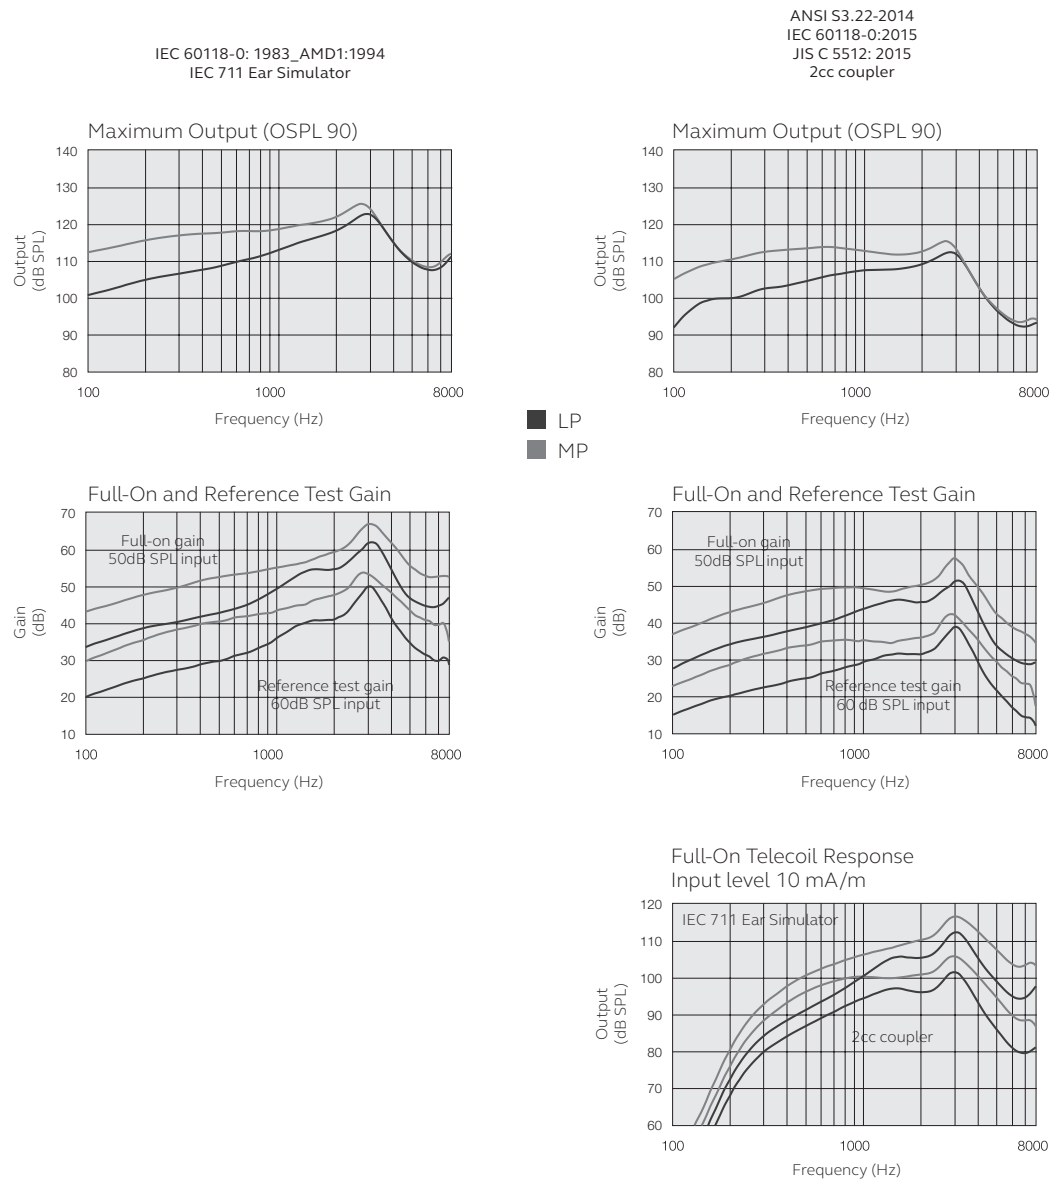 IEC 60118-0: 1983_AMD1:1994
IEC 711 Ear Simulator
ANSI S3.22-2014
IEC 60118-0:2015
JIS C 5512: 2015
2cc coupler
Maximum Output (OSPL 90)
140
130
120
110
100
90
80
Output
(dB SPL)
100
1000
8000
Frequency (Hz)
Maximum Output (OSPL 90)
140
130
120
110
100
90
80
Output
(dB SPL)
100
1000
8000
Frequency (Hz)
LP
MP
Full-On and Reference Test Gain
70
60
50
40
30
20
10
Gain
(dB)
Full-on gain
50dB SPL input
Reference test gain
60dB SPL input
100
1000
8000
Frequency (Hz)
Full-On and Reference Test Gain
70
60
50
40
30
20
10
Gain
(dB)
Full-on gain
50dB SPL input
Reference test gain
60 dB SPL input
100
1000
8000
Frequency (Hz)
Full-On Telecoil Response
Input level 10 mA/m
120
110
100
90
80
70
60
Output
(dB SPL)
IEC 711 Ear Simulator
2cc coupler
100
1000
8000
Frequency (Hz)